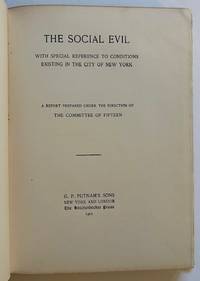 THE SOCIAL EVIL
WITH SPECIAL REFERENCE TO CONDITIONS
EXISTING IN THE CITY OF NEW YORK
A REPORT PREPARED UNDER THE DIRECTION OF
THE COMMITTEE OF FIFTEEN
G. P. PUTNAM'S SONS
NEW YORK AND LONDON
The Knickerbocker Press